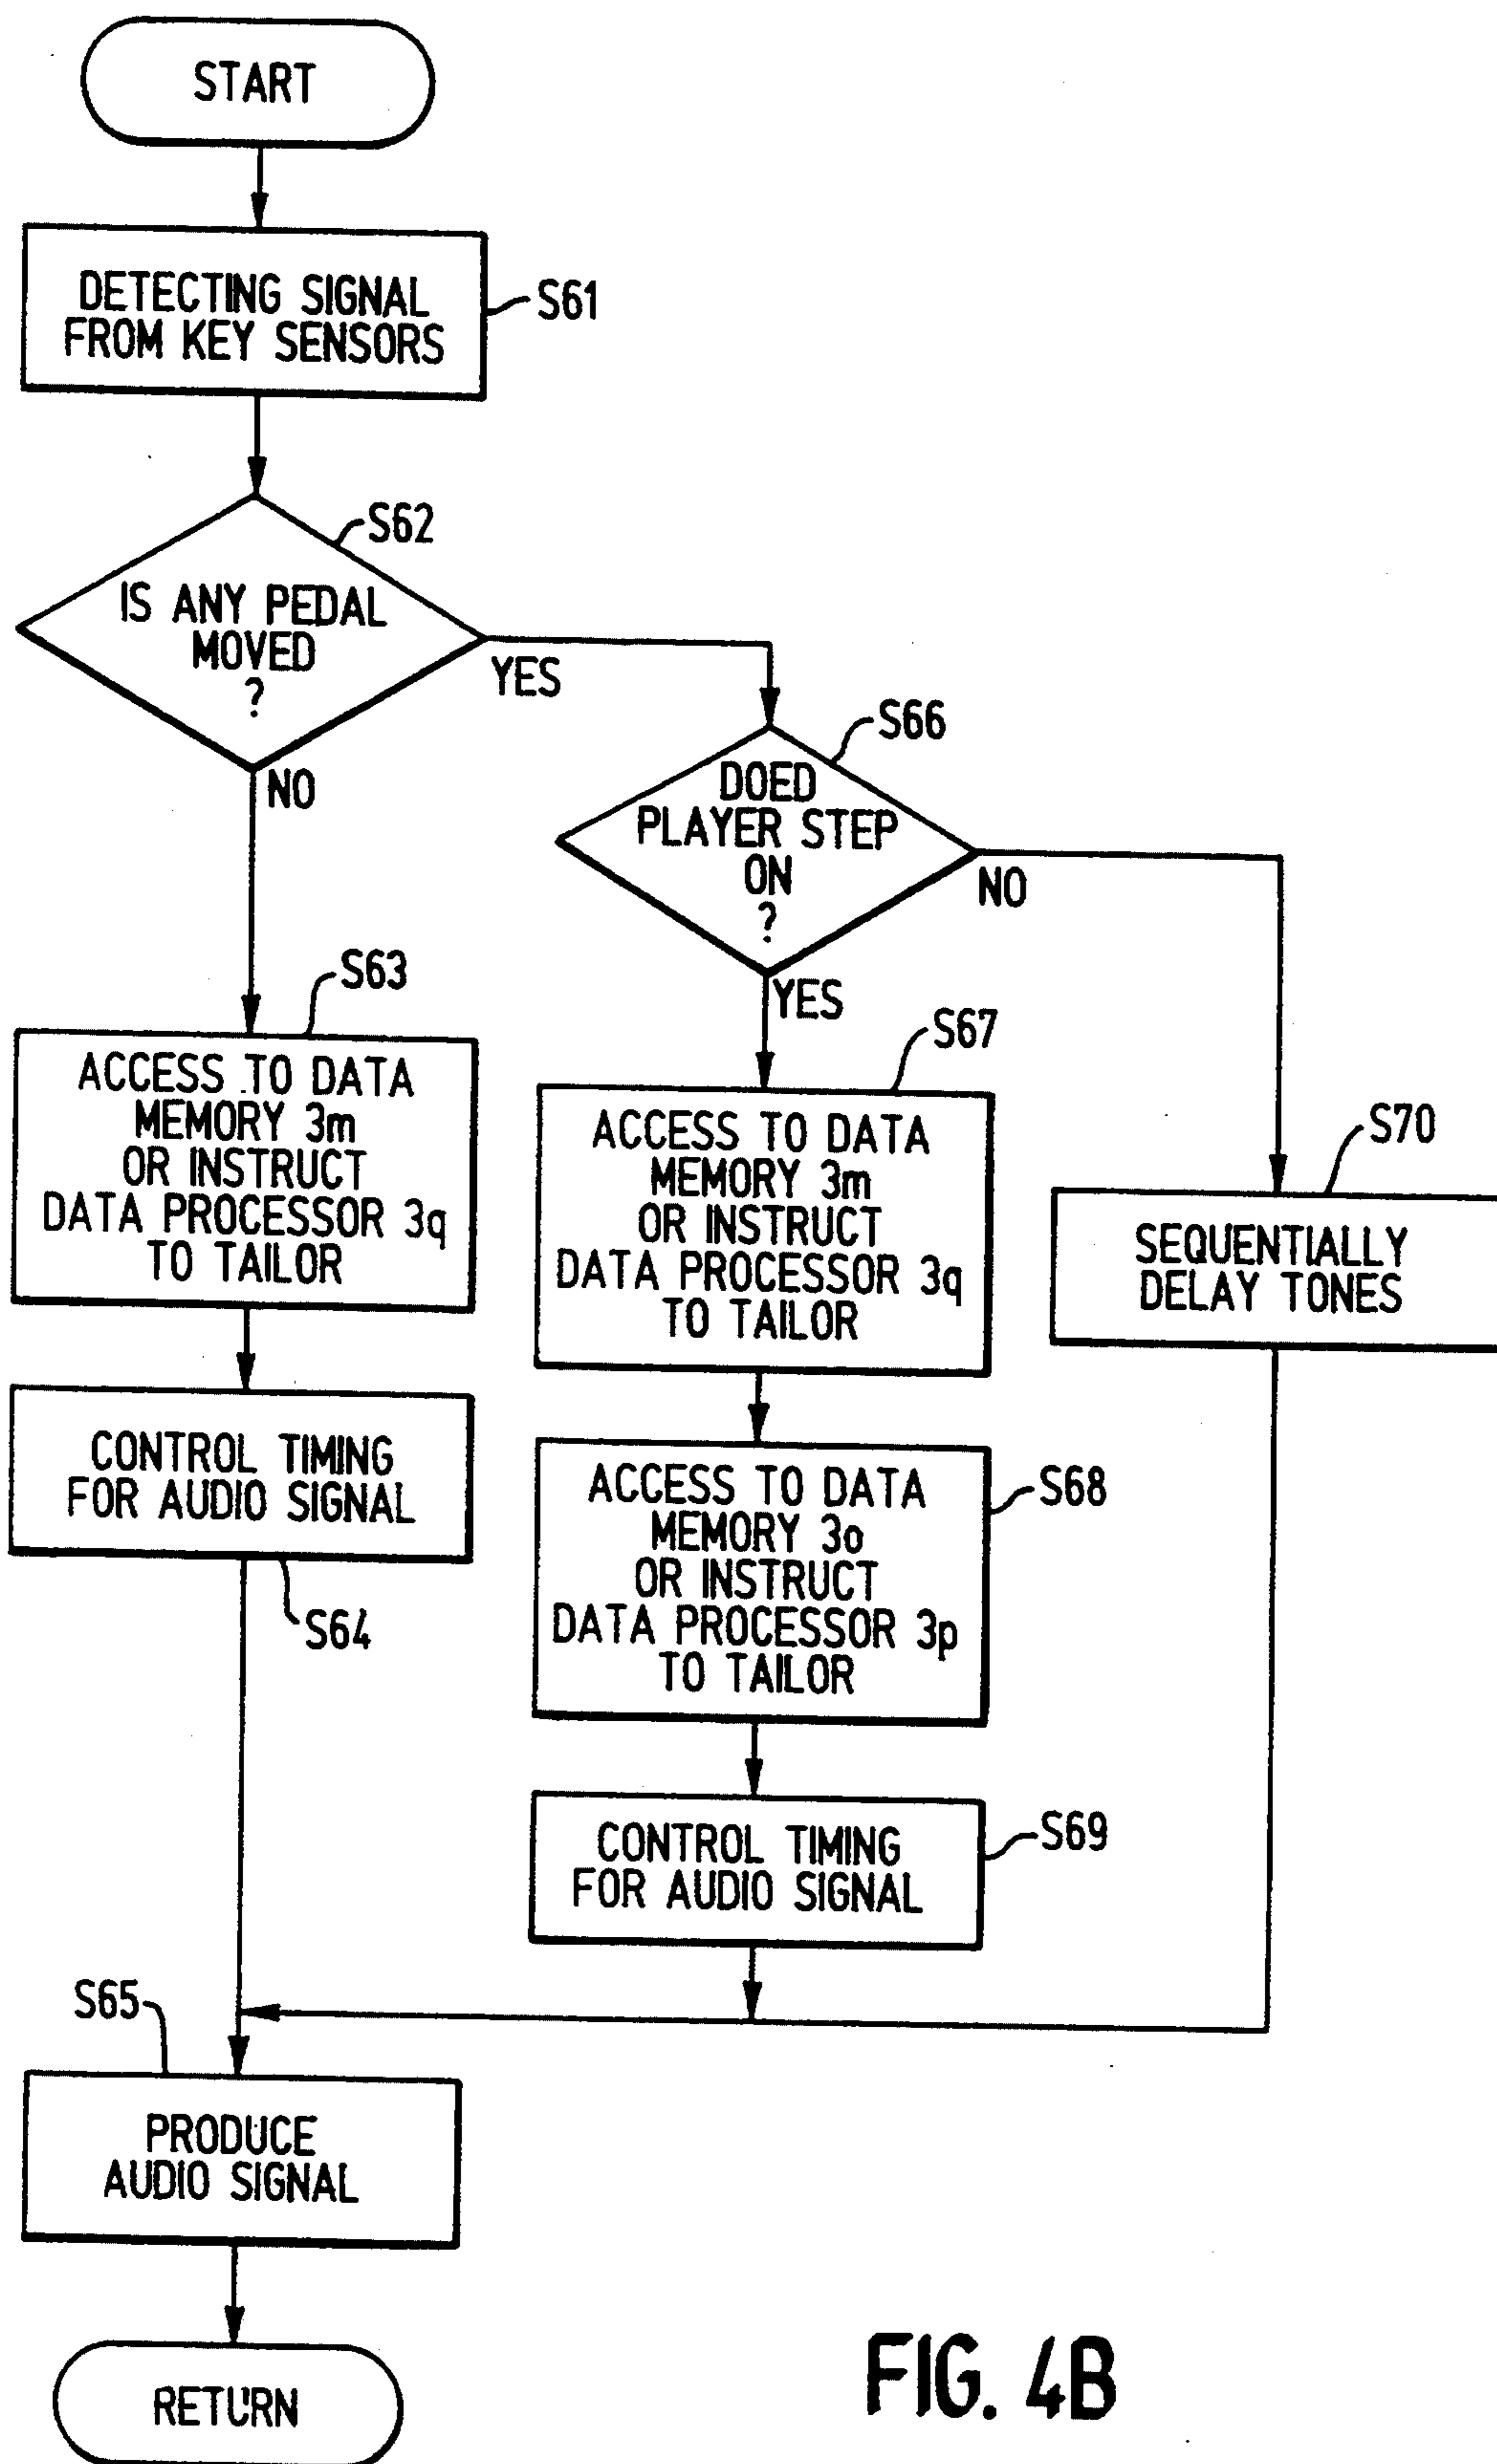 START
DETECTING SIGNAL
FROM KEY SENSORS
S61
S62
IS ANY PEDAL
MOVED
?
YES
NO
S66
DOED
PLAYER STEP
ON
?
NO
YES
S63
ACCESS TO DATA
MEMORY 3m
OR INSTRUCT
DATA PROCESSOR 3q
TO TAILOR
S67
ACCESS TO DATA
MEMORY 3m
OR INSTRUCT
DATA PROCESSOR 3q
TO TAILOR
S70
SEQUENTIALLY
DELAY TONES
CONTROL TIMING
FOR AUDIO SIGNAL
S64
ACCESS TO DATA
MEMORY 3o
OR INSTRUCT
DATA PROCESSOR 3p
TO TAILOR
S68
CONTROL TIMING
FOR AUDIO SIGNAL
S69
S65
PRODUCE
AUDIO SIGNAL
RETURN
FIG. 4B